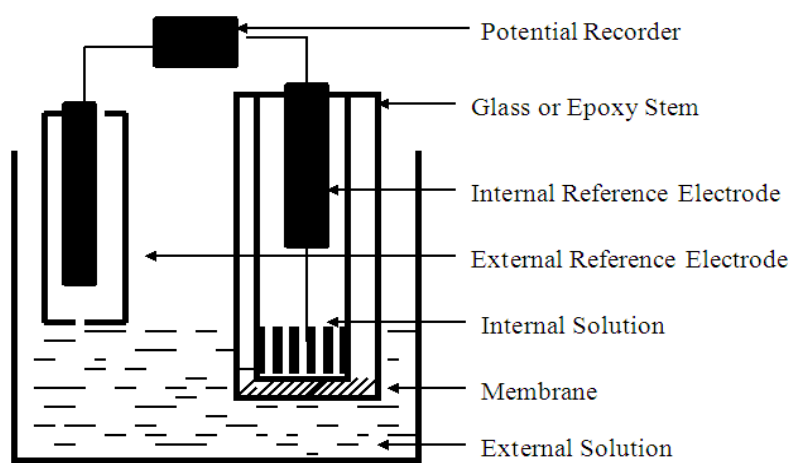 Potential Recorder
Glass or Epoxy Stem
Internal Reference Electrode
External Reference Electrode
Internal Solution
Membrane
External Solution